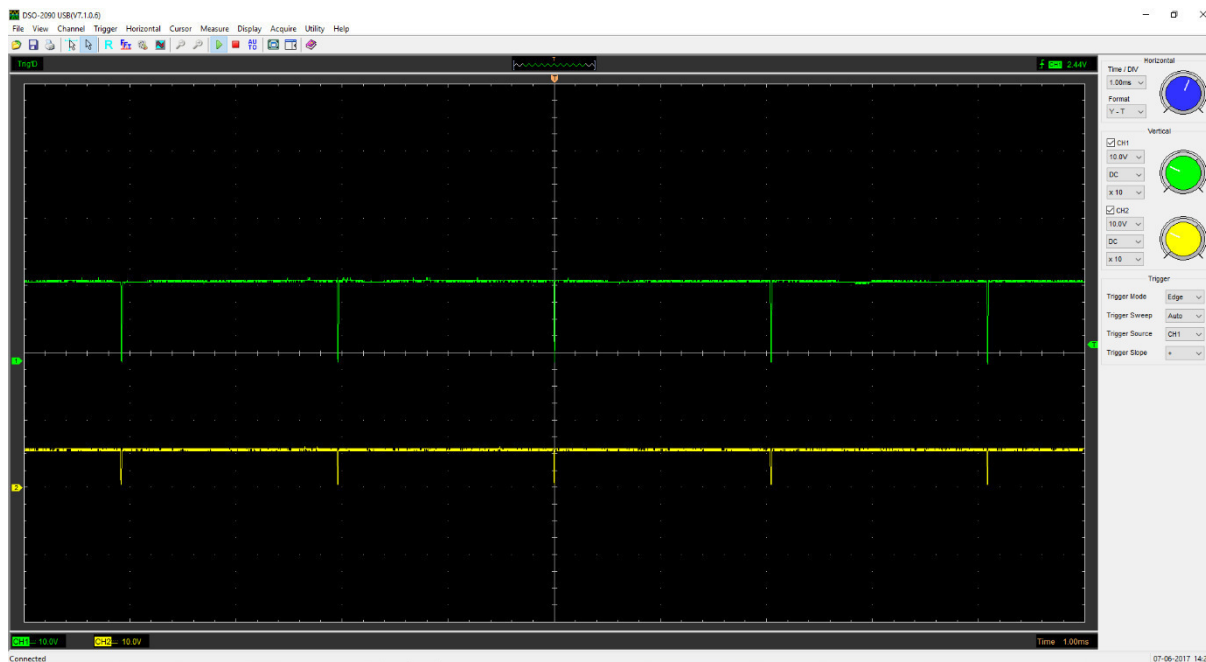 DSO-2090 USB(V7.1.0.6)
File View Channel Trigger Horizontal Cursor Measure Display Acquire Utility Help
R FFT AUTO
Trig'D T CH1 2.44V
T
Horizontal
Time / DIV
1.00ms
Format
Y - T
Vertical
CH1
10.0V
DC
x 10
CH2
10.0V
DC
x 10
Trigger
Trigger Mode Edge
Trigger Sweep Auto
Trigger Source CH1
Trigger Slope +
1 T
2
CH1 10.0V CH2 10.0V Time 1.00ms
Connected 07-06-2017